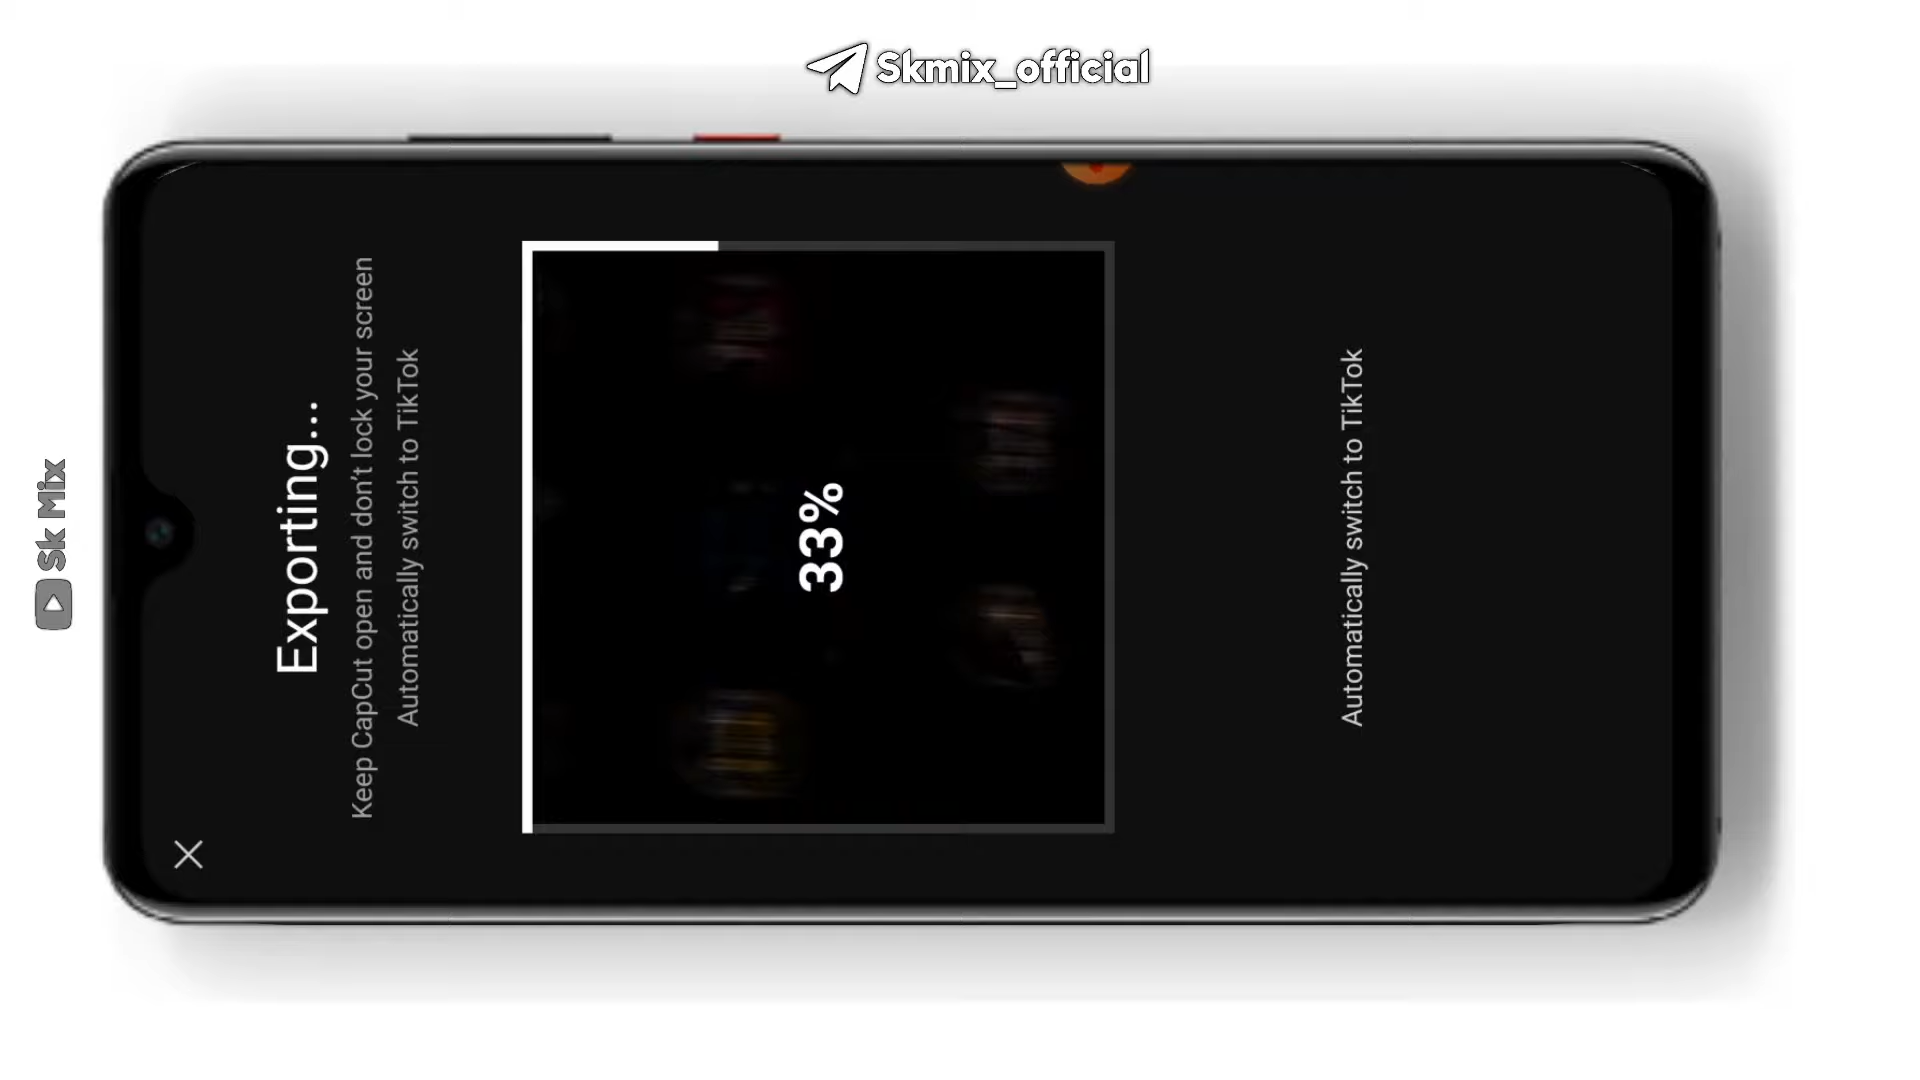 Skmix_official
Sk Mix
Exporting...
Keep CapCut open and don't lock your screen
Automatically switch to TikTok
33%
Automatically switch to TikTok